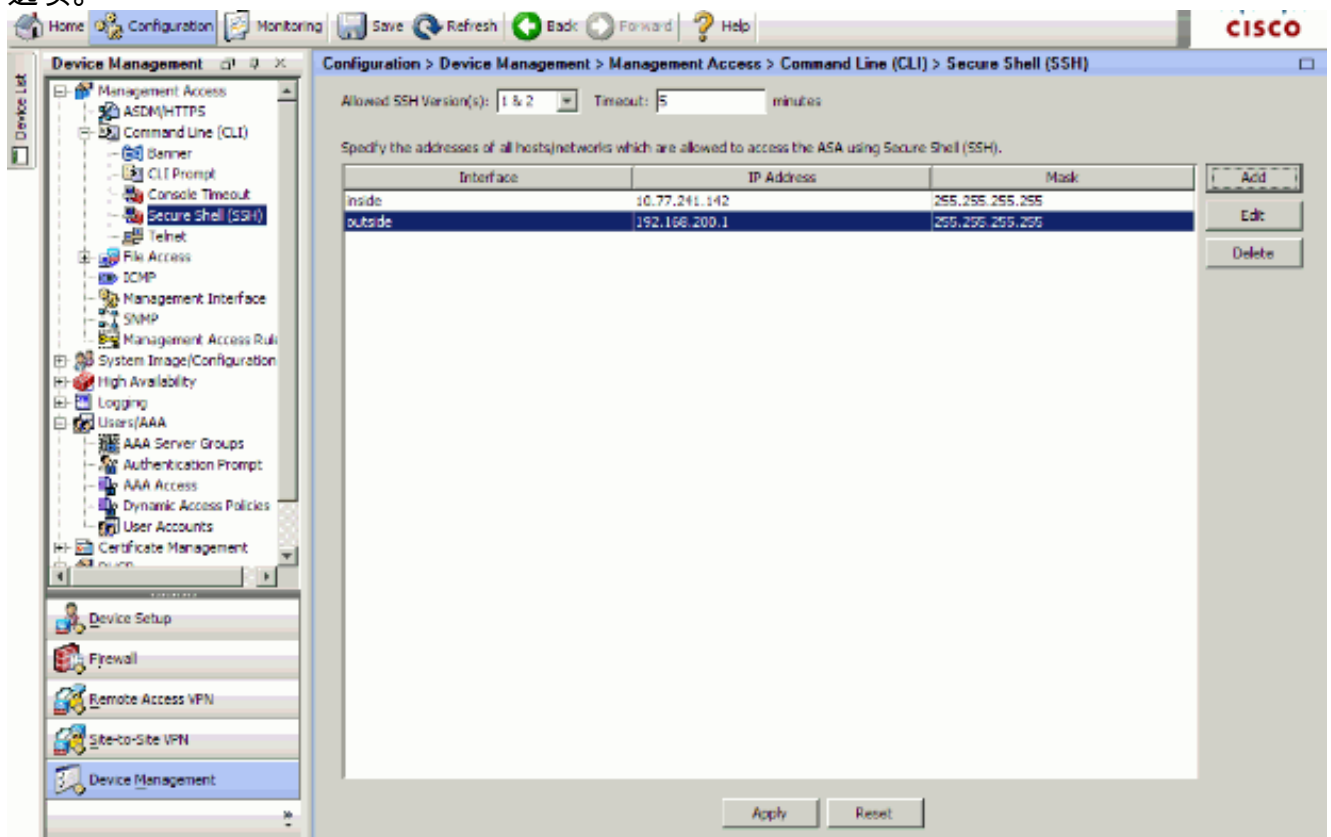 选项。
Home Configuration Monitoring Save Refresh Back Forward Help
CISCO
Device List
Device Management
Management Access
ASDM/HTTPS
Command Line (CLI)
Banner
CLI Prompt
Console Timeout
Secure Shell (SSH)
Telnet
File Access
ICMP
Management Interface
SNMP
Management Access Rule
System Image/Configuration
High Availability
Logging
Users/AAA
AAA Server Groups
Authentication Prompt
AAA Access
Dynamic Access Policies
User Accounts
Certificate Management
Device Setup
Firewall
Remote Access VPN
Site-to-Site VPN
Device Management
Configuration > Device Management > Management Access > Command Line (CLI) > Secure Shell (SSH)
Allowed SSH Version(s): 1 & 2 Timeout: 5 minutes
Specify the addresses of all hosts/networks which are allowed to access the ASA using Secure Shell (SSH).
Interface IP Address Mask
inside 10.77.241.142 255.255.255.255
outside 192.168.200.1 255.255.255.255
Add
Edit
Delete
Apply Reset